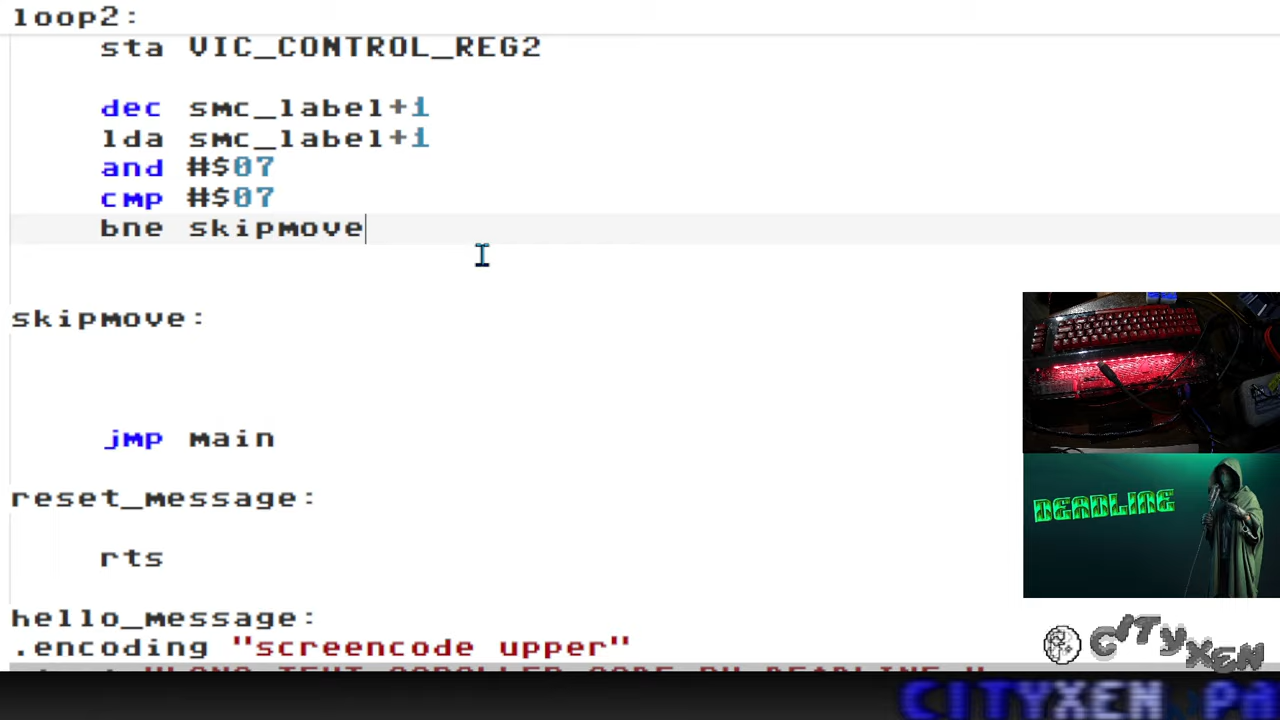 loop2:
sta VIC_CONTROL_REG2
dec smc_label+1
lda smc_label+1
and #$07
cmp #$07
bne skipmove
skipmove:
jmp main
reset_message:
rts
hello_message:
.encoding "screencode upper"
DEADLINE
CITYXEN
CITYXEN